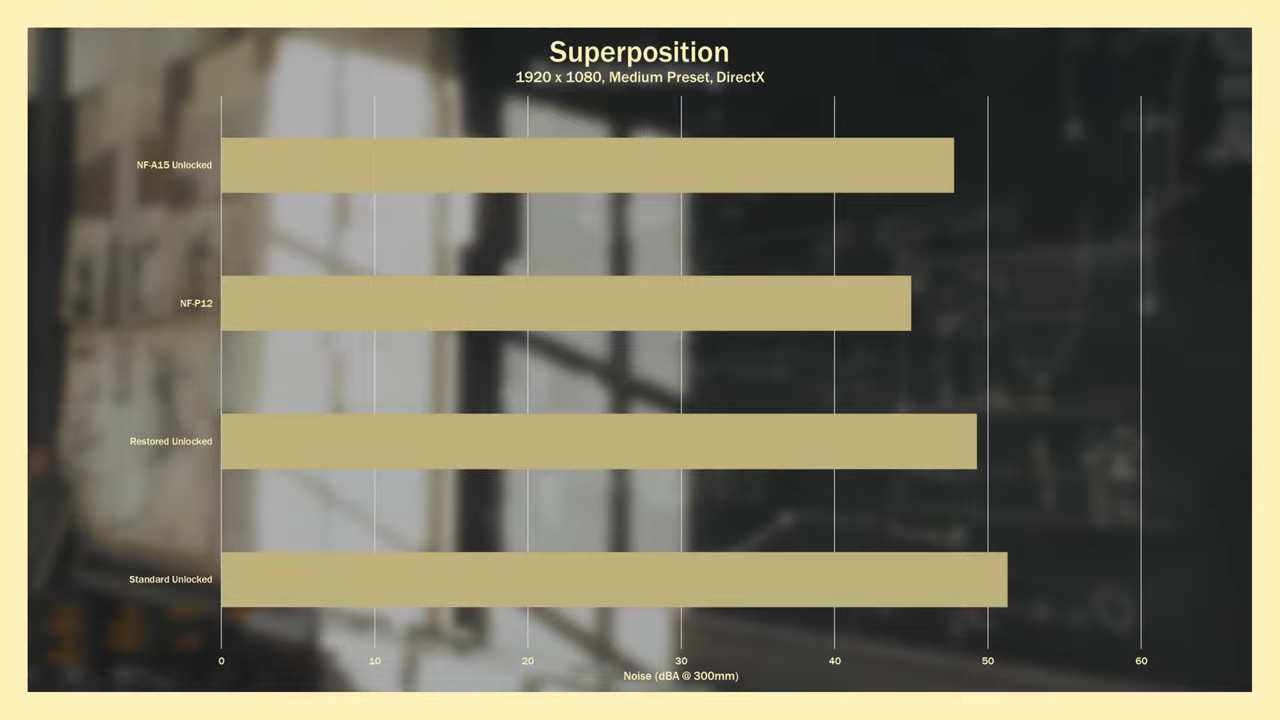 Superposition
1920 x 1080, Medium Preset, DirectX
NF-A15 Unlocked
NF-P12
Restored Unlocked
Standard Unlocked
0 10 20 30 40 50 60
Noise (dBA @ 300mm)